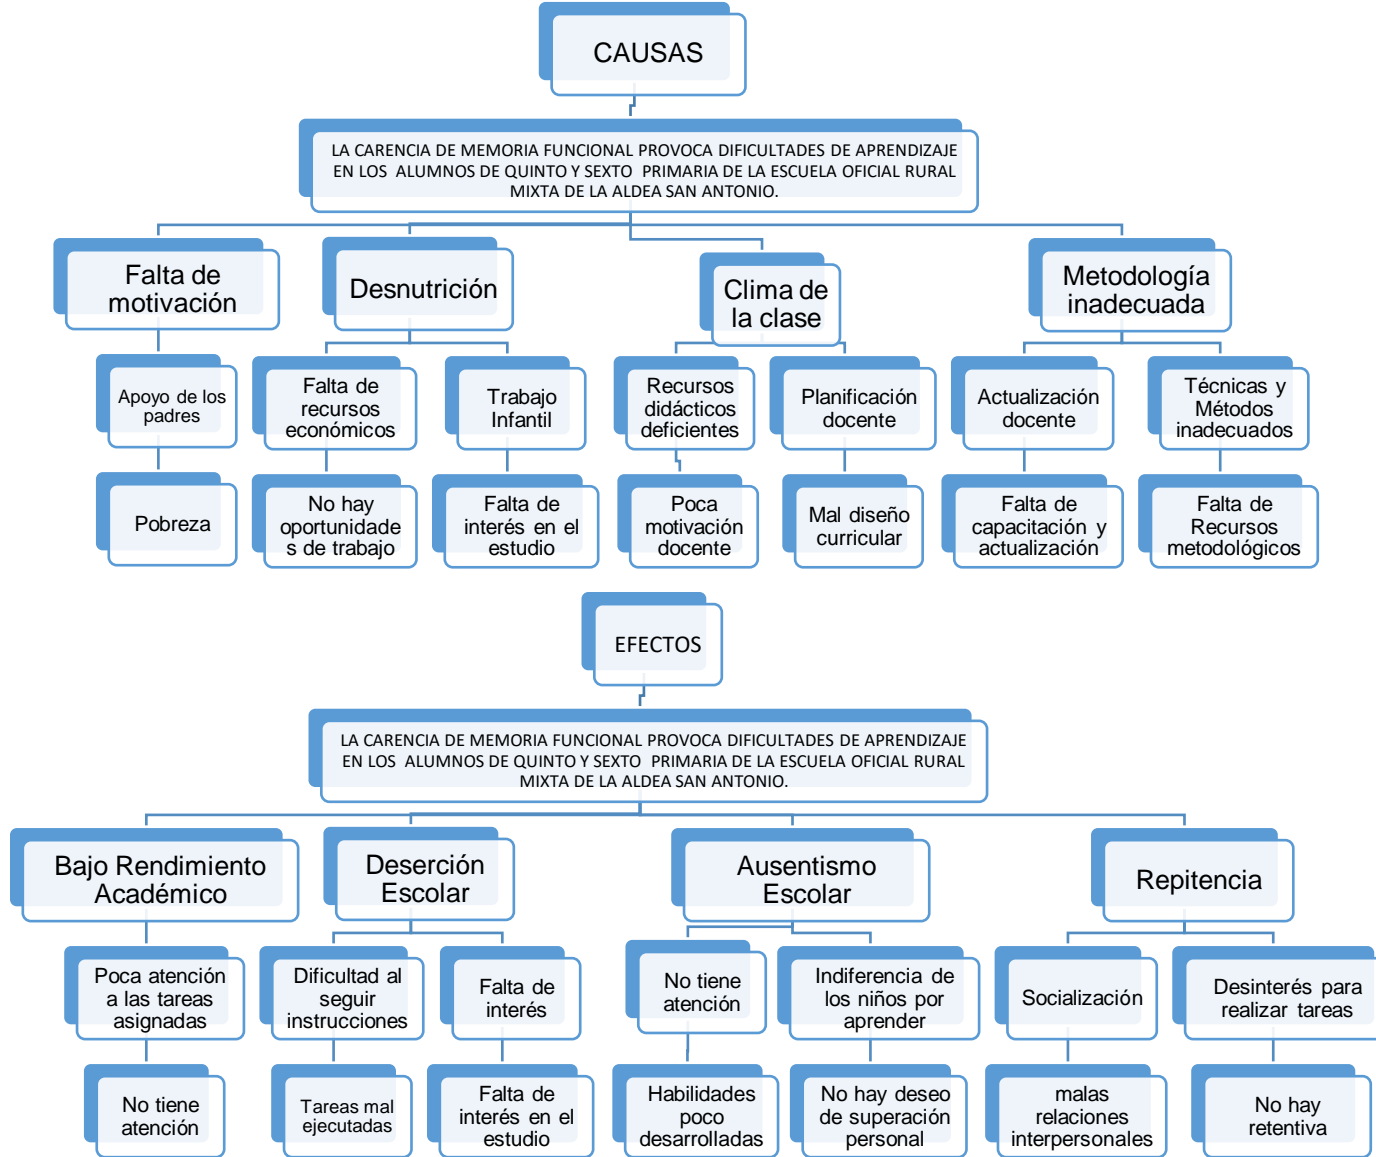 CAUSAS
LA CARENCIA DE MEMORIA FUNCIONAL PROVOCA DIFICULTADES DE APRENDIZAJE
EN LOS ALUMNOS DE QUINTO Y SEXTO PRIMARIA DE LA ESCUELA OFICIAL RURAL
MIXTA DE LA ALDEA SAN ANTONIO.
Falta de
motivación
Desnutrición
Clima de
la clase
Metodología
inadecuada
Apoyo de los
padres
Falta de
recursos
económicos
Trabajo
Infantil
Recursos
didácticos
deficientes
Planificación
docente
Actualización
docente
Técnicas y
Métodos
inadecuados
Pobreza
No hay
oportunidade
s de trabajo
Falta de
interés en el
estudio
Poca
motivación
docente
Mal diseño
curricular
Falta de
capacitación y
actualización
Falta de
Recursos
metodológicos
EFECTOS
LA CARENCIA DE MEMORIA FUNCIONAL PROVOCA DIFICULTADES DE APRENDIZAJE
EN LOS ALUMNOS DE QUINTO Y SEXTO PRIMARIA DE LA ESCUELA OFICIAL RURAL
MIXTA DE LA ALDEA SAN ANTONIO.
Bajo Rendimiento
Académico
Deserción
Escolar
Ausentismo
Escolar
Repitencia
Poca atención
a las tareas
asignadas
Dificultad al
seguir
instrucciones
Falta de
interés
No tiene
atención
Indiferencia de
los niños por
aprender
Socialización
Desinterés para
realizar tareas
No tiene
atención
Tareas mal
ejecutadas
Falta de
interés en el
estudio
Habilidades
poco
desarrolladas
No hay deseo
de superación
personal
malas
relaciones
interpersonales
No hay
retentiva